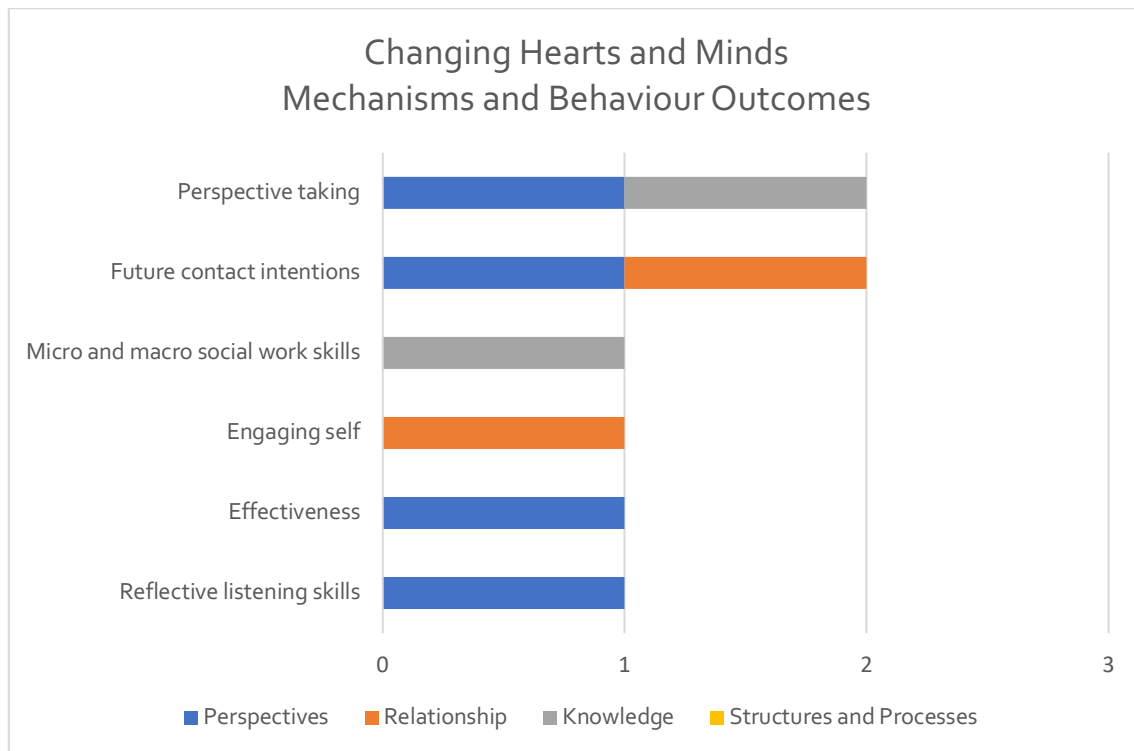 Changing Hearts and Minds
Mechanisms and Behaviour Outcomes
Perspective taking
Future contact intentions
Micro and macro social work skills
Engaging self
Effectiveness
Reflective listening skills
0 1 2 3
Perspectives Relationship Knowledge Structures and Processes